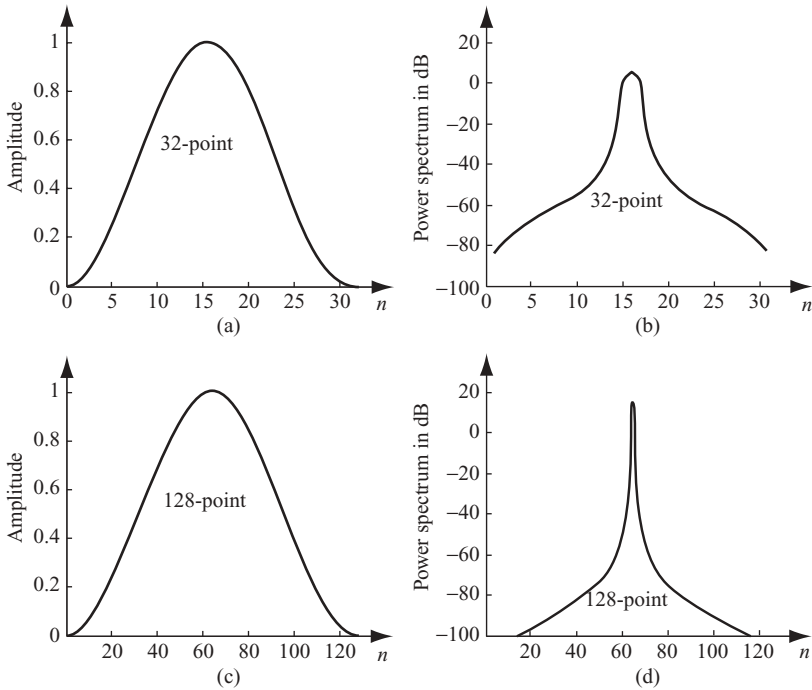 Amplitude
1
0.8
0.6
0.4
0.2
0
32-point
0 5 10 15 20 25 30 n
(a)
Power spectrum in dB
20
0
−20
−40
−60
−80
−100
32-point
0 5 10 15 20 25 30 n
(b)
Amplitude
1
0.8
0.6
0.4
0.2
0
128-point
20 40 60 80 100 120 n
(c)
Power spectrum in dB
20
0
−20
−40
−60
−80
−100
128-point
20 40 60 80 100 120 n
(d)